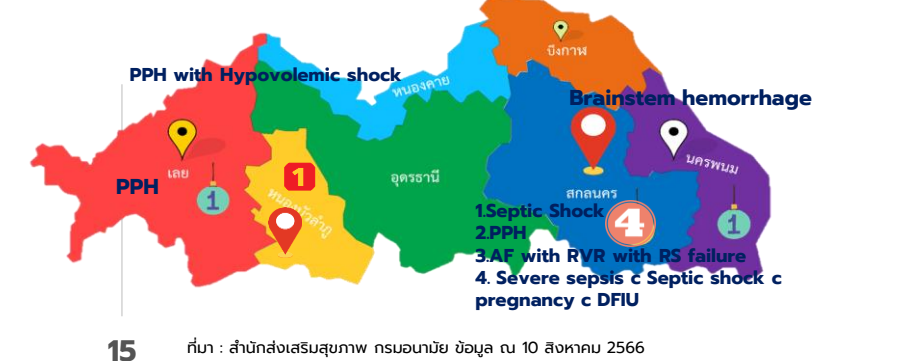 บึงกาฬ
PPH with Hypovolemic shock
หนองคาย
Brainstem hemorrhage
เลย
PPH
1
1
หนองบัวลำภู
อุดรธานี
นครพนม
สกลนคร
4
1
1.Septic Shock
2.PPH
3.AF with RVR with RS failure
4. Severe sepsis c Septic shock c
pregnancy c DFIU
15
ที่มา : สำนักส่งเสริมสุขภาพ กรมอนามัย ข้อมูล ณ 10 สิงหาคม 2566